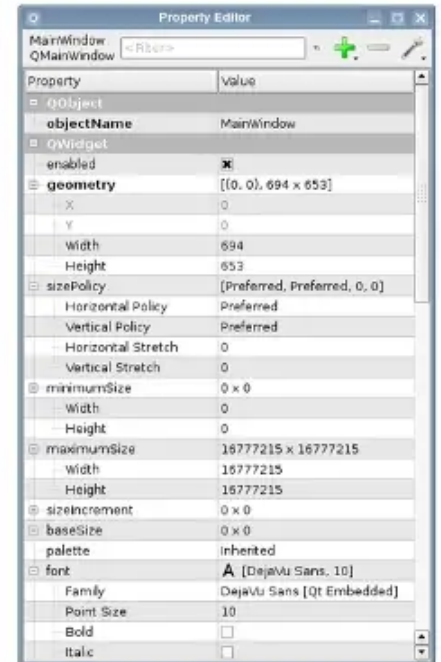 Property Editor
MainWindow
QMainWindow
<Filter>
Property Value
QObject
objectName MainWindow
QWidget
enabled
geometry [(0, 0), 694 x 653]
X 0
Y 0
Width 694
Height 653
sizePolicy [Preferred, Preferred, 0, 0]
Horizontal Policy Preferred
Vertical Policy Preferred
Horizontal Stretch 0
Vertical Stretch 0
minimumSize 0 x 0
Width 0
Height 0
maximumSize 16777215 x 16777215
Width 16777215
Height 16777215
sizeIncrement 0 x 0
baseSize 0 x 0
palette Inherited
font A [DejaVu Sans, 10]
Family DejaVu Sans [Qt Embedded]
Point Size 10
Bold
Italic